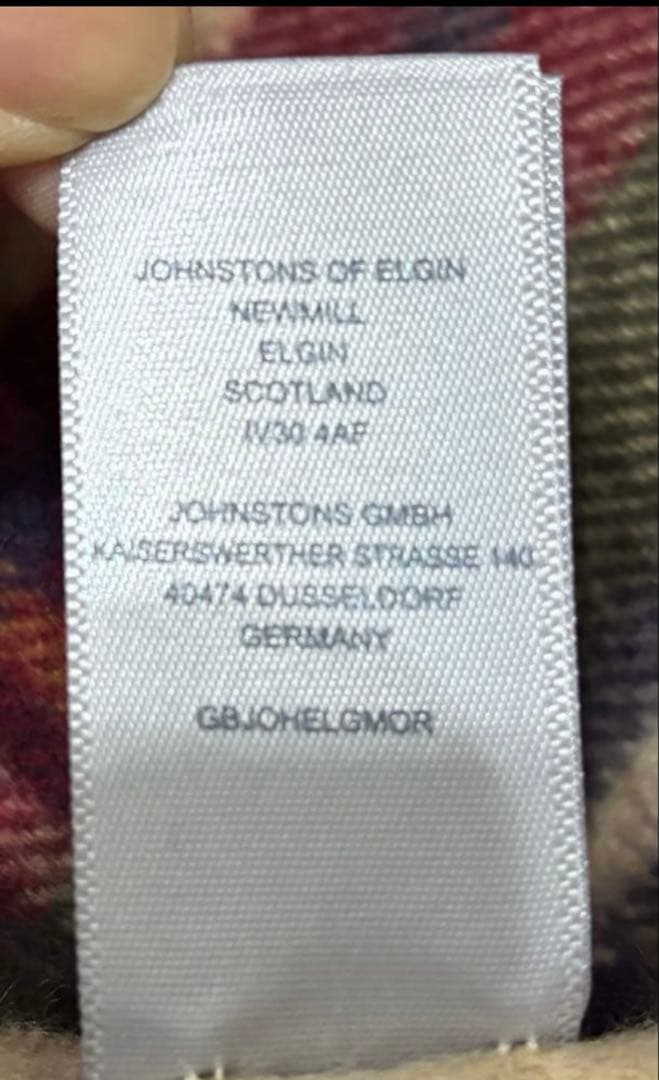 JOHNSTONS OF ELGIN
NEWMILL
ELGIN
SCOTLAND
IV30 4AF
JOHNSTONS GMBH
KAISERSWERTHER STRASSE 140
40474 DUSSELDORF
GERMANY
GBJOHELGMOR